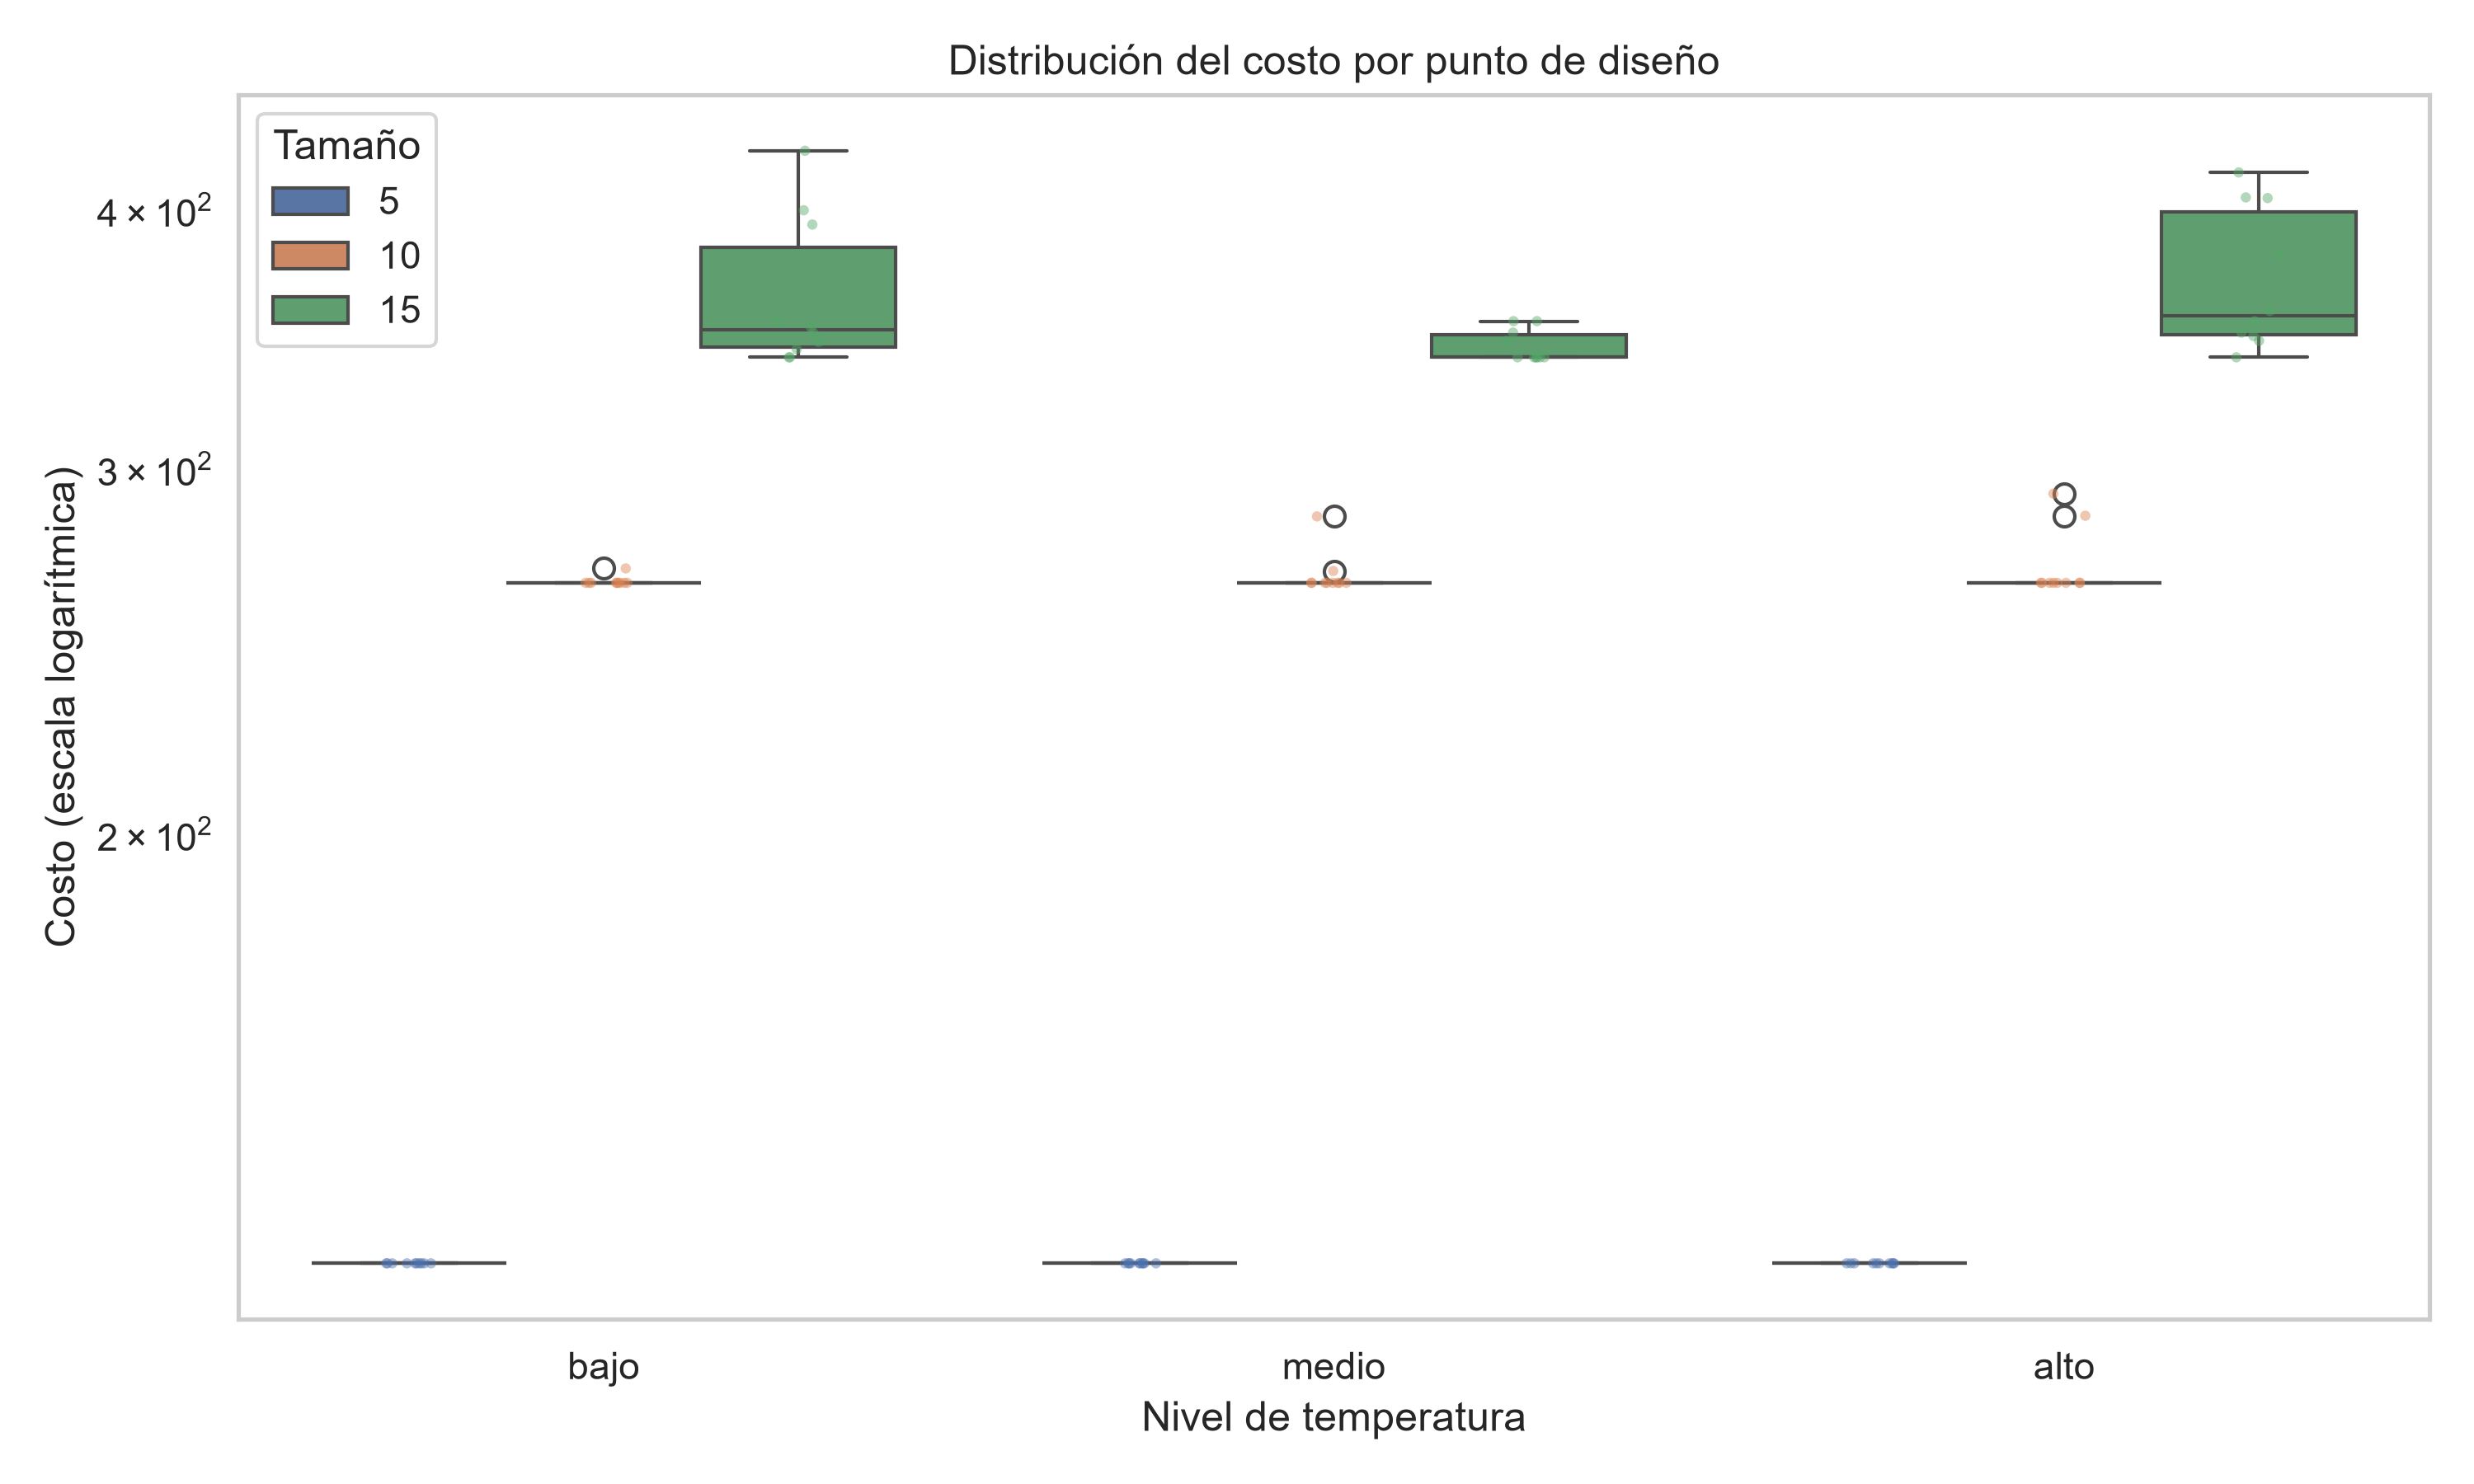 Distribución del costo por punto de diseño
Tamaño
5
10
15
4 × 10²
3 × 10²
2 × 10²
Costo (escala logarítmica)
bajo
medio
alto
Nivel de temperatura